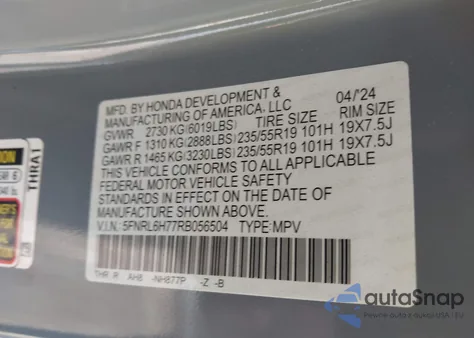 MFD. BY HONDA DEVELOPMENT &
MANUFACTURING OF AMERICA, LLC 04/'24
GVWR 2730 KG (6019LBS) TIRE SIZE RIM SIZE
GAWR F 1310 KG (2888LBS) 235/55R19 101H 19X7.5J
GAWR R 1465 KG (3230LBS) 235/55R19 101H 19X7.5J
THIS VEHICLE CONFORMS TO ALL APPLICABLE
FEDERAL MOTOR VEHICLE SAFETY
STANDARDS IN EFFECT ON THE DATE OF
MANUFACTURE SHOWN ABOVE.
V.I.N.: 5FNRL6H77RB056504 TYPE: MPV
THR R AH8 -NH877P -Z -B
THRA1
autaSnap